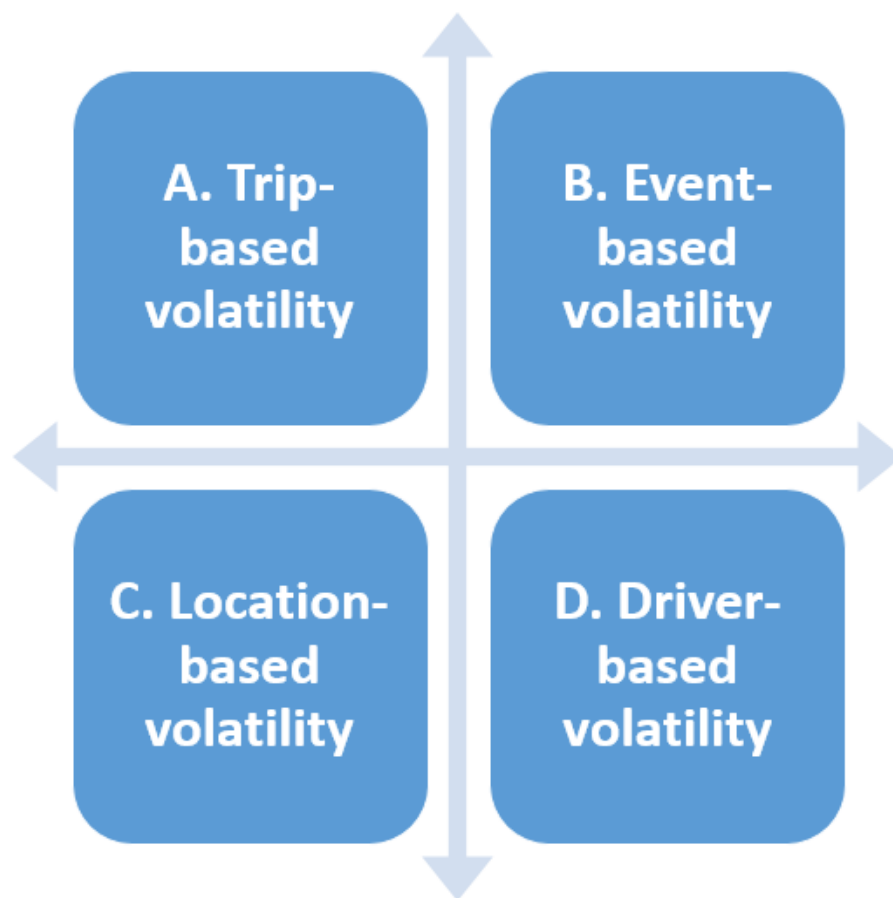 A. Trip-
based
volatility
B. Event-
based
volatility
C. Location-
based
volatility
D. Driver-
based
volatility